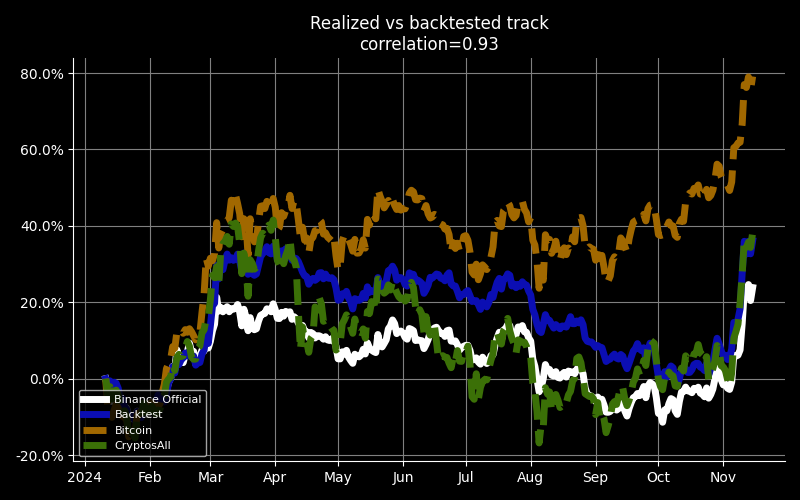 Realized vs backtested track
correlation=0.93
80.0%
60.0%
40.0%
20.0%
0.0%
-20.0%
Binance Official
Backtest
Bitcoin
CryptosAll
2024 Feb Mar Apr May Jun Jul Aug Sep Oct Nov